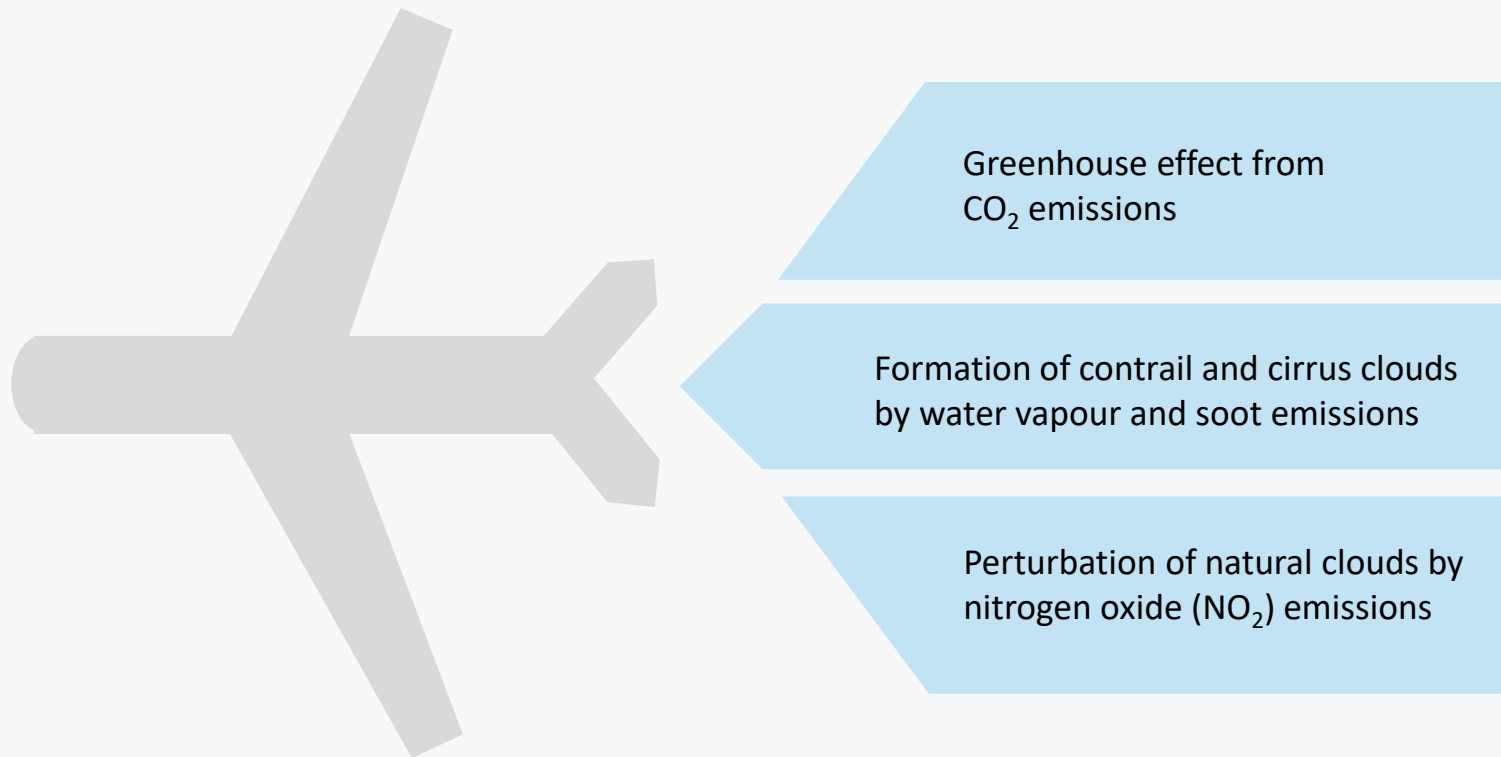 Greenhouse effect from
CO₂ emissions
Formation of contrail and cirrus clouds
by water vapour and soot emissions
Perturbation of natural clouds by
nitrogen oxide (NO₂) emissions